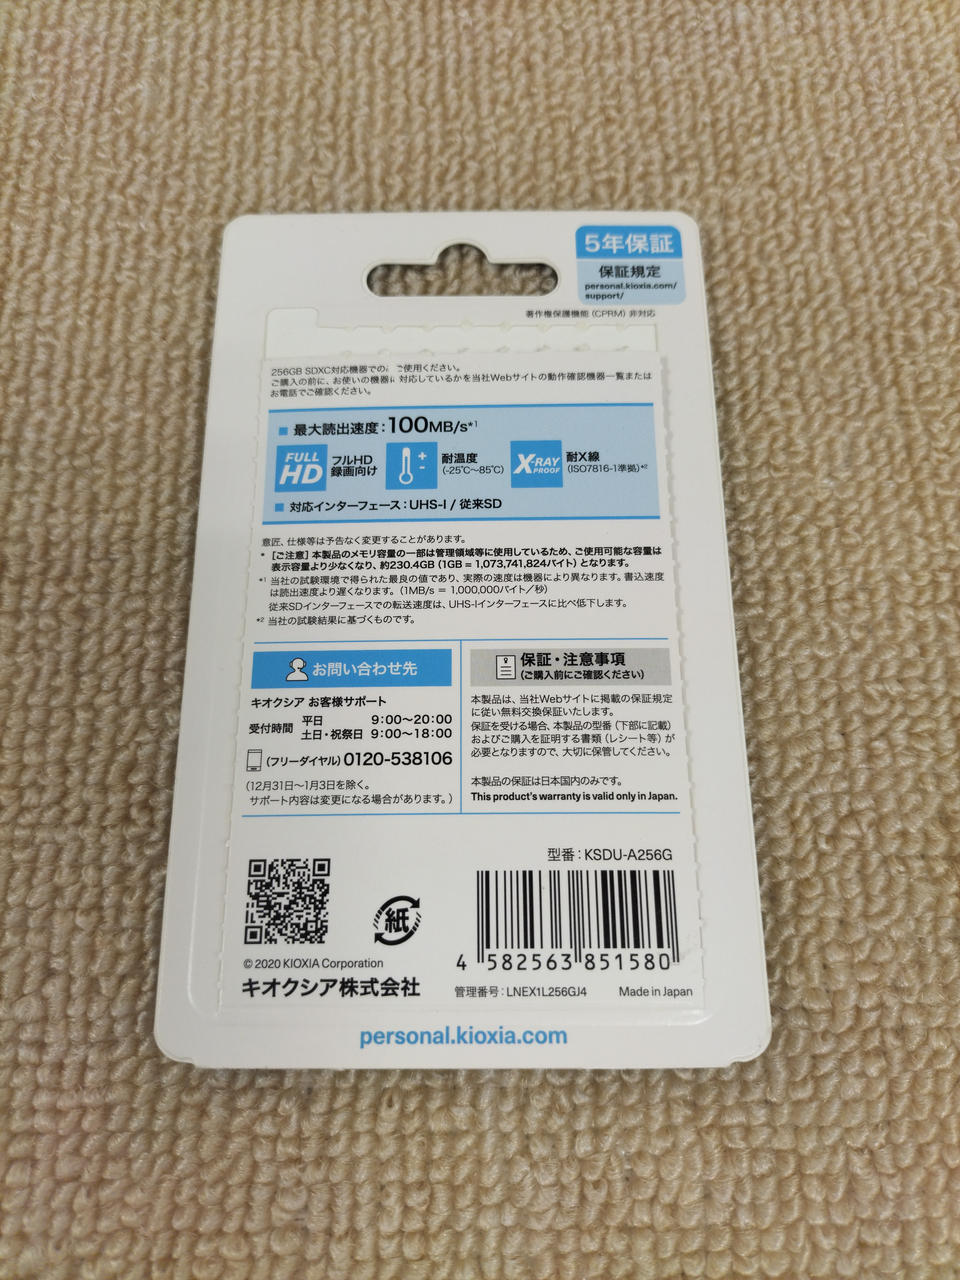 5年保証
保証規定
personal.kioxia.com/
support/
著作権保護機能(CPRM)非対応
256GB SDXC対応機器での ご使用ください。
ご購入の前に、お使いの機器 対応しているかを当社Webサイトの動作確認機器一覧または
お電話でご確認ください。
■ 最大読出速度:100MB/s*1
FULL HD
フルHD
録画向け
耐温度
(-25℃〜85℃)
X-RAY PROOF
耐X線
(ISO7816-1準拠)*2
■ 対応インターフェース:UHS-I / 従来SD
意匠、仕様等は予告なく変更することがあります。
* [ご注意] 本製品のメモリ容量の一部は管理領域等に使用しているため、ご使用可能な容量は
表示容量より少なくなり、約230.4GB (1GB = 1,073,741,824バイト) となります。
*1 当社の試験環境で得られた最良の値であり、実際の速度は機器により異なります。書込速度
は読出速度より遅くなります。(1MB/s = 1,000,000バイト/秒)
従来SDインターフェースでの転送速度は、UHS-Iインターフェースに比べ低下します。
*2 当社の試験結果に基づくものです。
お問い合わせ先
キオクシア お客様サポート
受付時間
平日 9:00〜20:00
土日・祝祭日 9:00〜18:00
(フリーダイヤル) 0120-538106
(12月31日〜1月3日を除く。
サポート内容は変更になる場合があります。)
保証・注意事項
(ご購入前にご確認ください)
本製品は、当社Webサイトに掲載の保証規定
に従い無料交換保証いたします。
保証を受ける場合、本製品の型番(下部に記載)
およびご購入を証明する書類(レシート等)が
必要となりますので、大切に保管してください。
本製品の保証は日本国内のみです。
This product's warranty is valid only in Japan.
型番:KSDU-A256G
紙
4 582563 851580
© 2020 KIOXIA Corporation
キオクシア株式会社
管理番号:LNEX1L256GJ4 Made in Japan
personal.kioxia.com